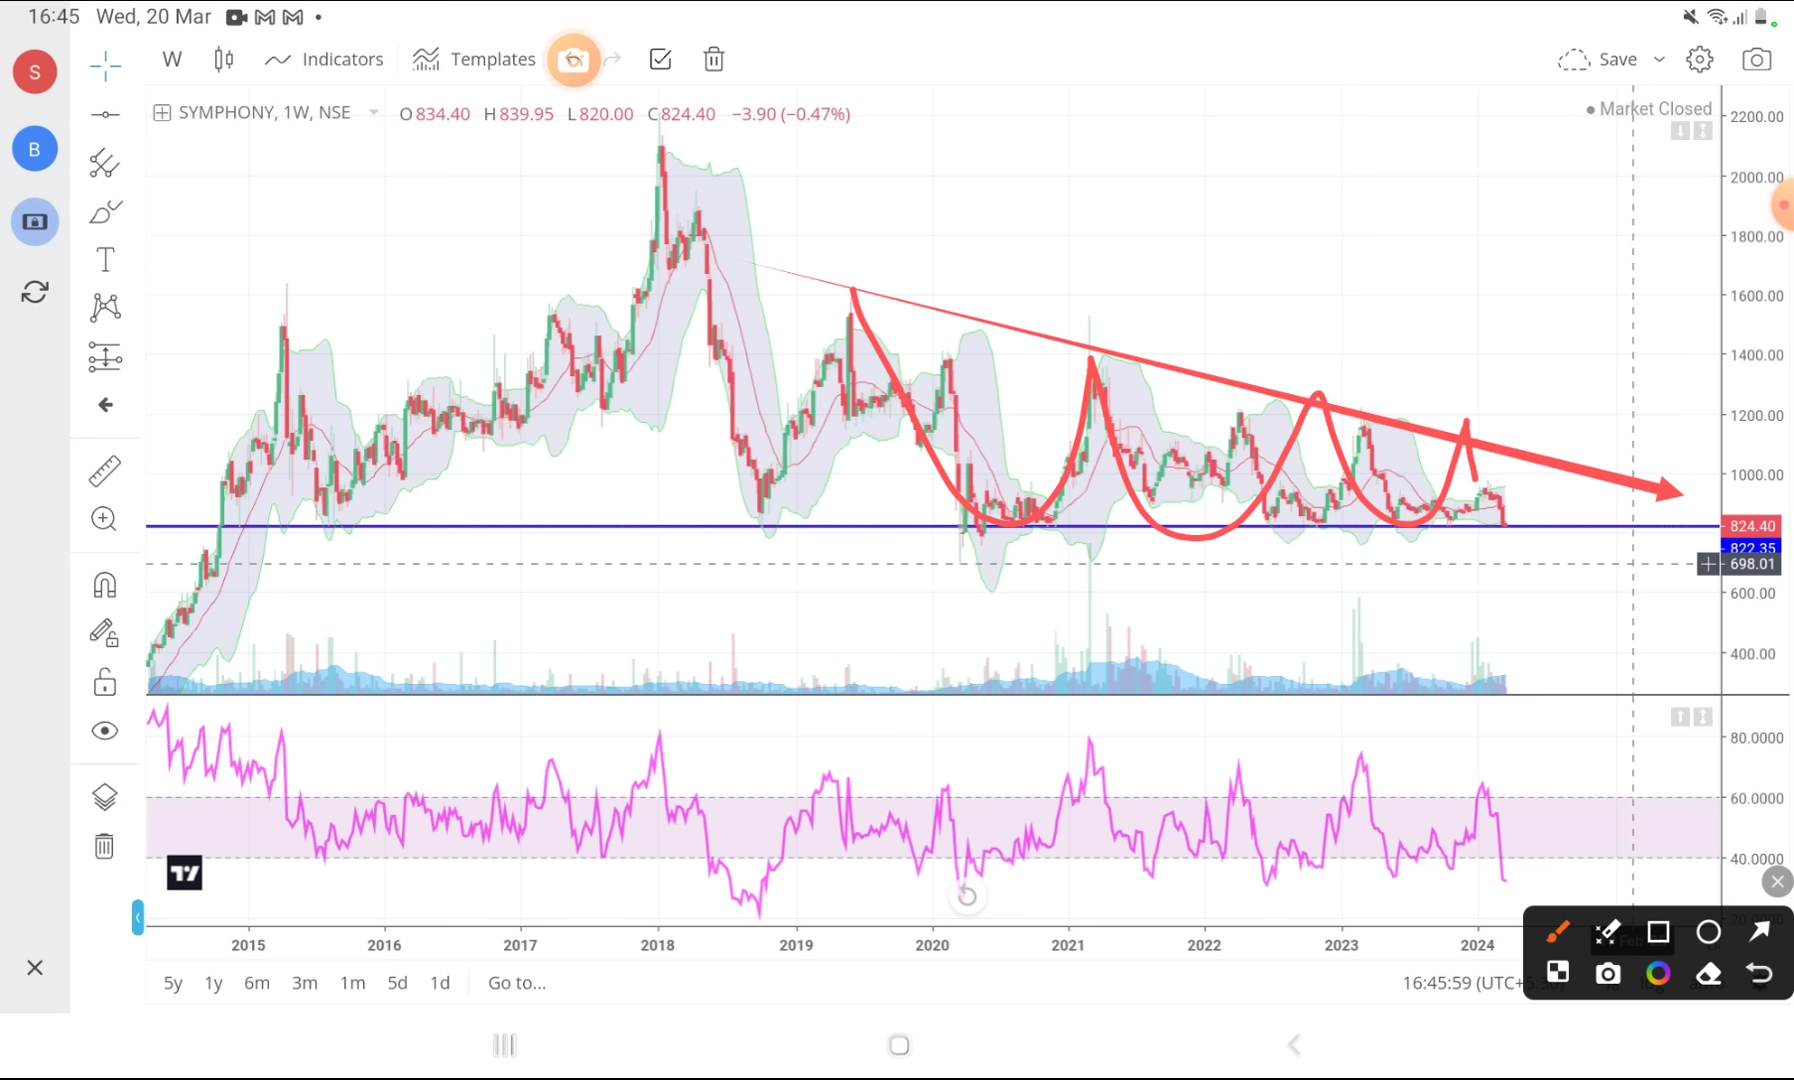 16:45 Wed, 20 Mar
S
B
W Indicators Templates Save
SYMPHONY, 1W, NSE O834.40 H839.95 L820.00 C824.40 −3.90 (−0.47%)
Market Closed
T
2200.00
2000.00
1800.00
1600.00
1400.00
1200.00
1000.00
824.40
822.35
698.01
600.00
400.00
80.0000
60.0000
40.0000
2015 2016 2017 2018 2019 2020 2021 2022 2023 2024
5y 1y 6m 3m 1m 5d 1d Go to...
16:45:59 (UTC+5:30)